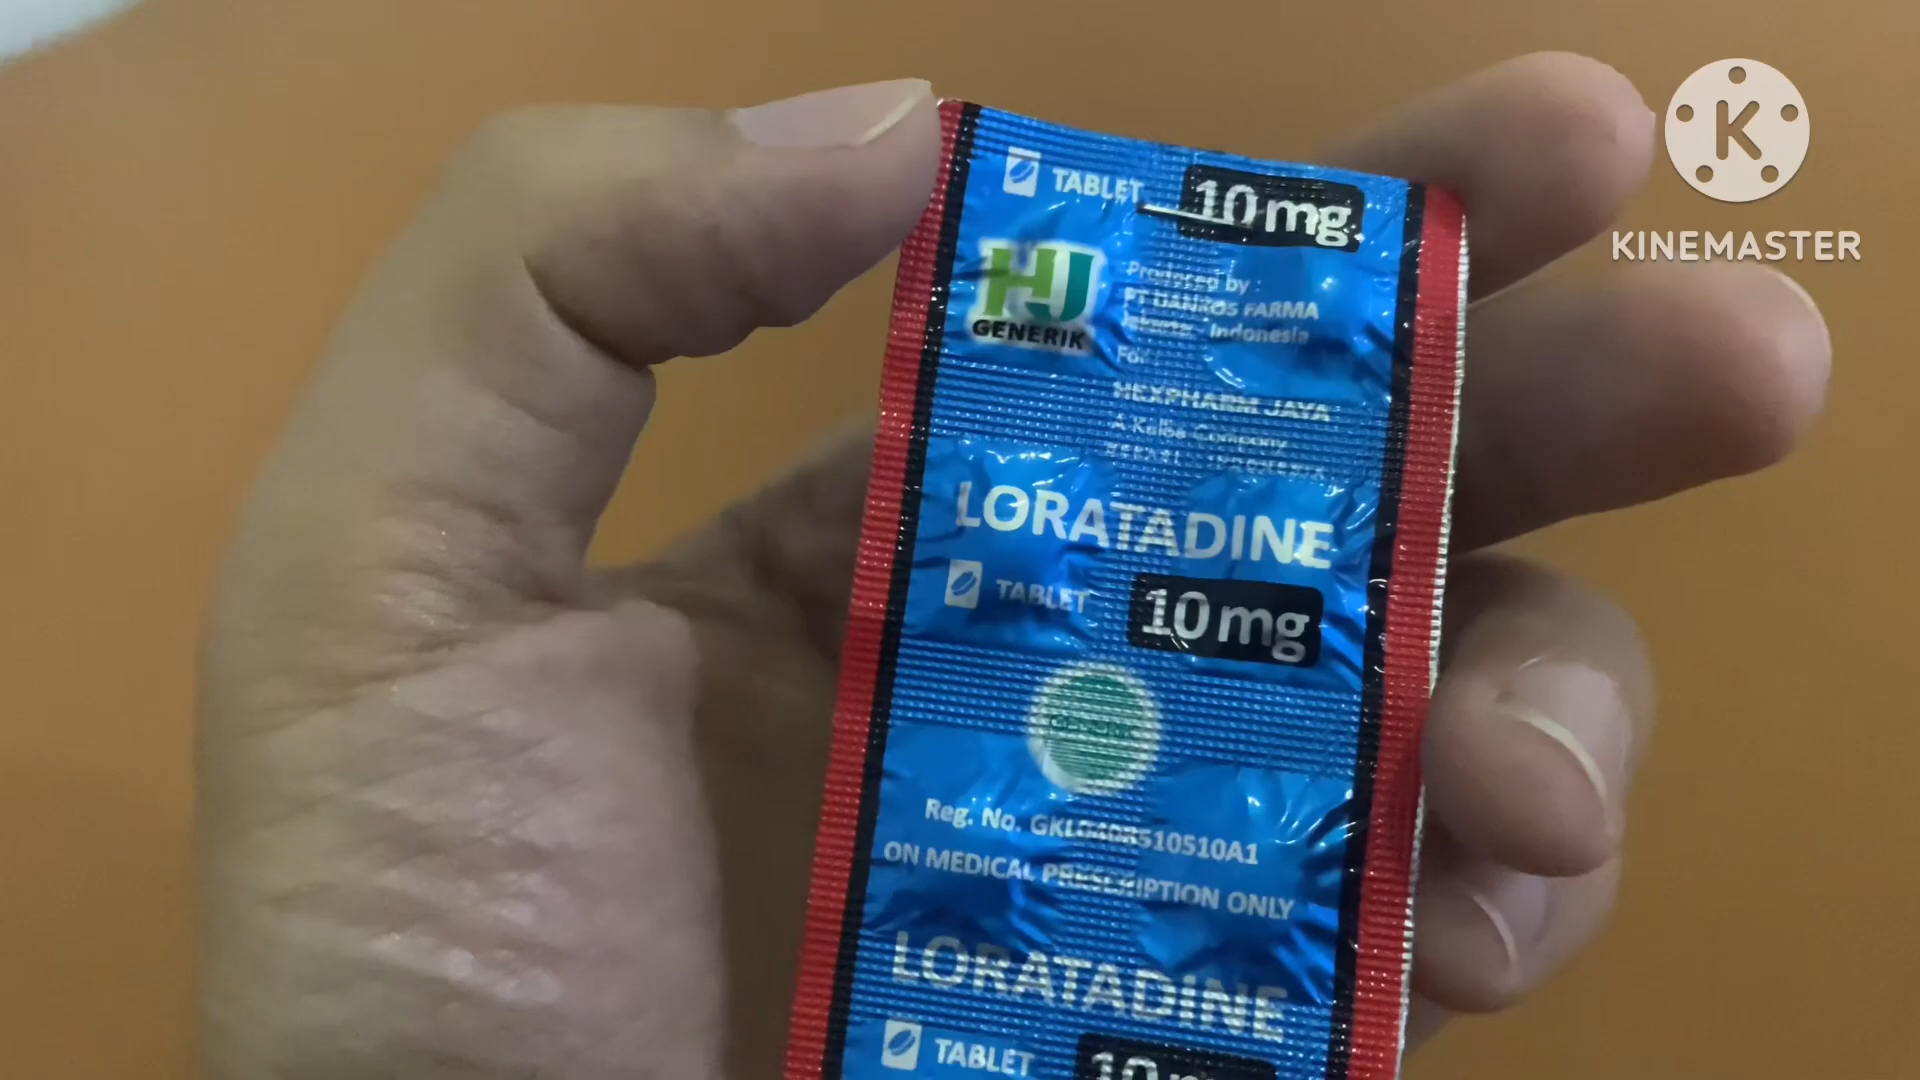 TABLET 10 mg
HJ
GENERIK
Produced by :
PT DANKOS FARMA
Indonesia
For :
HEXPHARM JAYA
A Kalbe Company
LORATADINE
TABLET 10 mg
Reg. No.
ON MEDICAL PRESCRIPTION ONLY
LORATADINE
TABLET 10
K
KINEMASTER